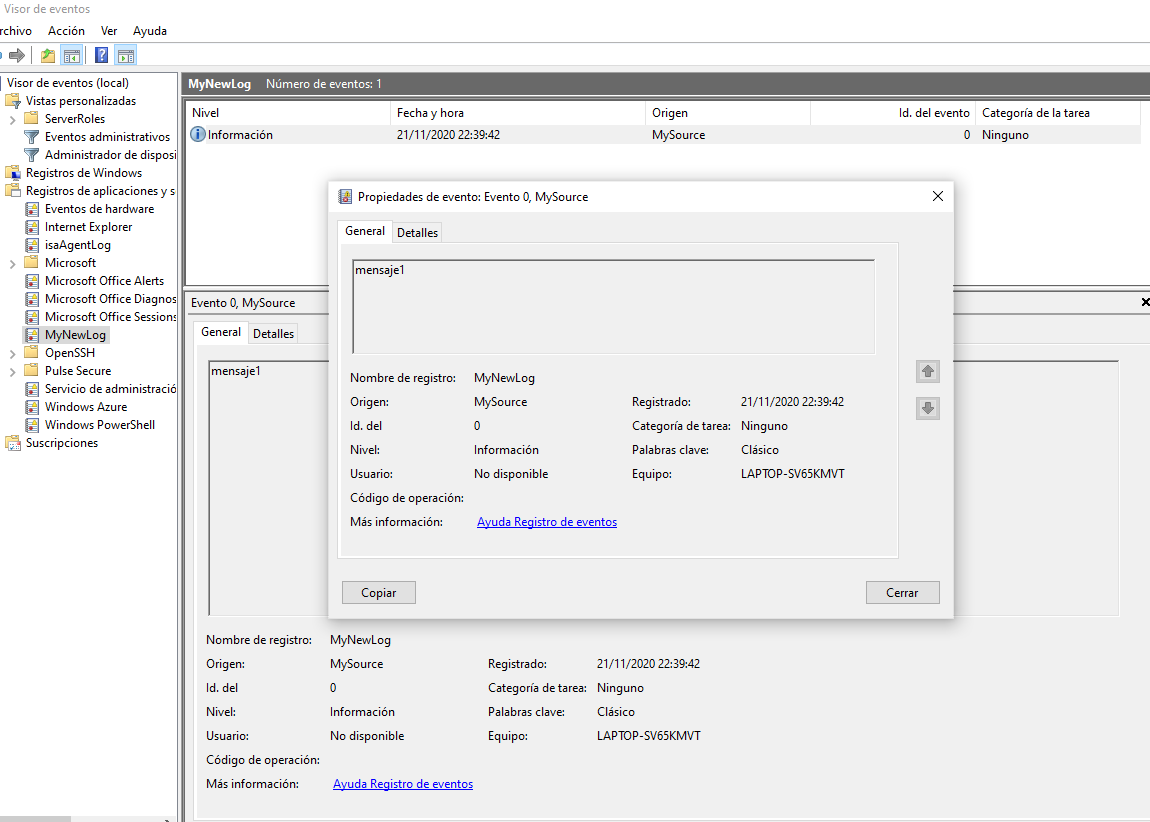 Visor de eventos
rchivo Acción Ver Ayuda
Visor de eventos (local)
Vistas personalizadas
ServerRoles
Eventos administrativos
Administrador de disposi
Registros de Windows
Registros de aplicaciones y s
Eventos de hardware
Internet Explorer
isaAgentLog
Microsoft
Microsoft Office Alerts
Microsoft Office Diagnos
Microsoft Office Sessions
MyNewLog
OpenSSH
Pulse Secure
Servicio de administració
Windows Azure
Windows PowerShell
Suscripciones
MyNewLog Número de eventos: 1
Nivel Fecha y hora Origen Id. del evento Categoría de la tarea
Información 21/11/2020 22:39:42 MySource 0 Ninguno
Propiedades de evento: Evento 0, MySource
General Detalles
mensaje1
Nombre de registro: MyNewLog
Origen: MySource Registrado: 21/11/2020 22:39:42
Id. del 0 Categoría de tarea: Ninguno
Nivel: Información Palabras clave: Clásico
Usuario: No disponible Equipo: LAPTOP-SV65KMVT
Código de operación:
Más información: Ayuda Registro de eventos
Copiar Cerrar
Evento 0, MySource
General Detalles
mensaje1
Nombre de registro: MyNewLog
Origen: MySource Registrado: 21/11/2020 22:39:42
Id. del 0 Categoría de tarea: Ninguno
Nivel: Información Palabras clave: Clásico
Usuario: No disponible Equipo: LAPTOP-SV65KMVT
Código de operación:
Más información: Ayuda Registro de eventos